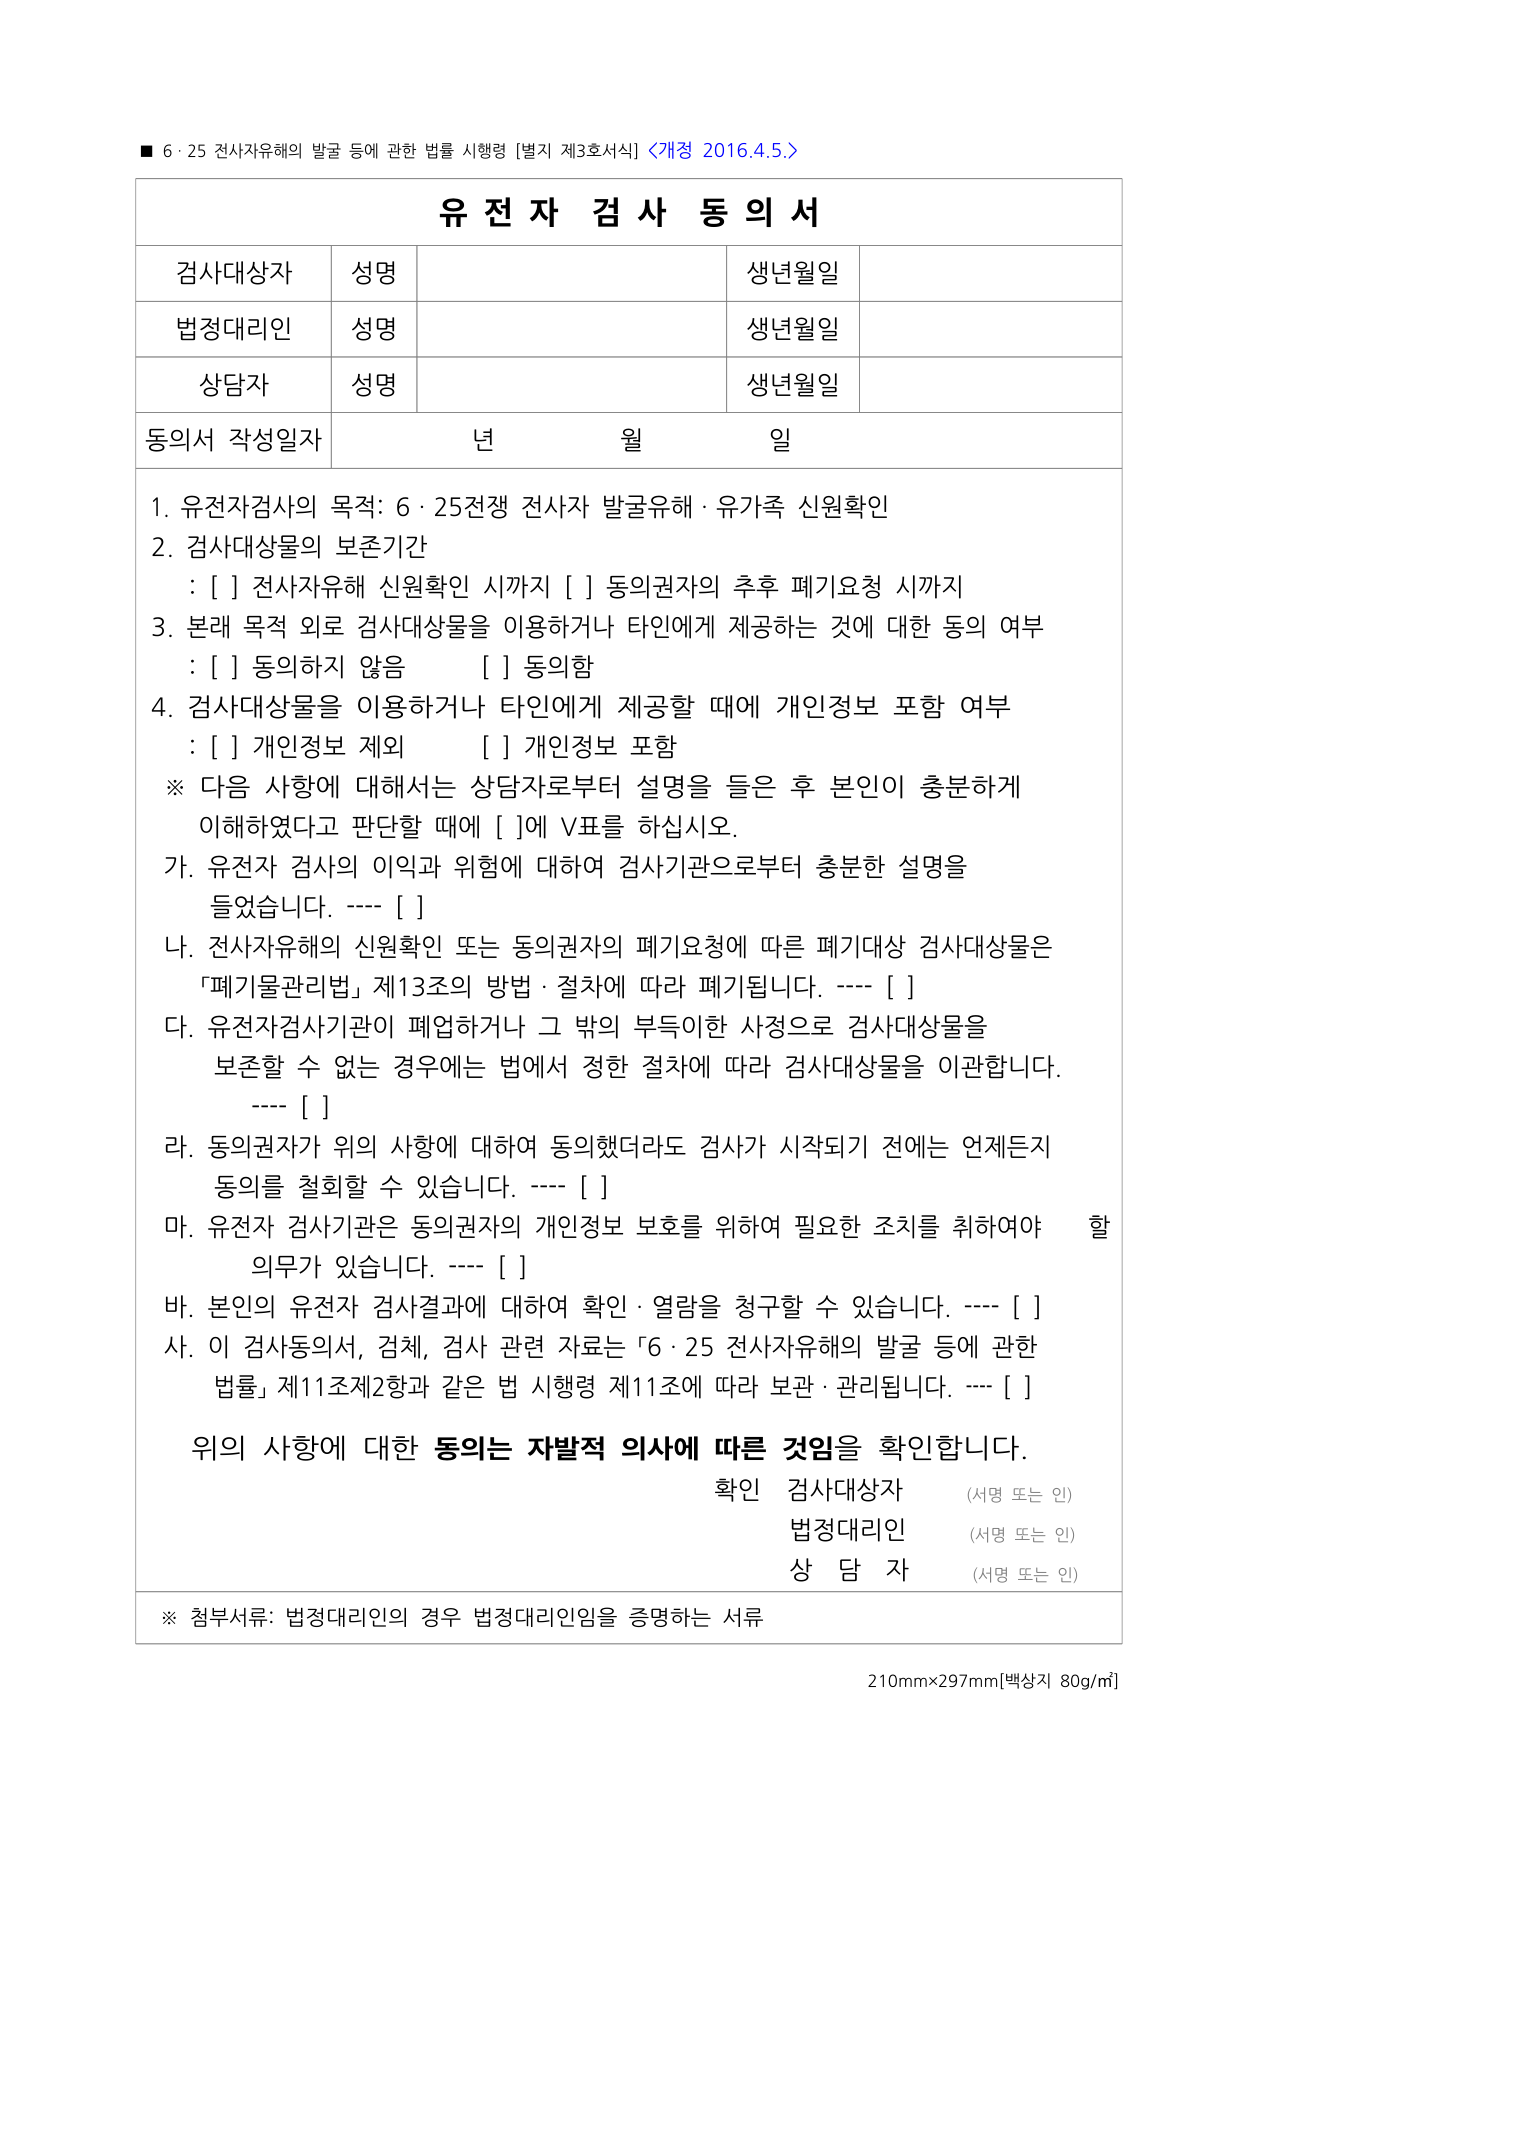 ■ 6ㆍ25 전사자유해의 발굴 등에 관한 법률 시행령 [별지 제3호서식] <개정 2016.4.5.>
유 전 자 검 사 동 의 서
검사대상자 성명 생년월일
법정대리인 성명 생년월일
상담자 성명 생년월일
동의서 작성일자 년 월 일
1. 유전자검사의 목적: 6ㆍ25전쟁 전사자 발굴유해ㆍ유가족 신원확인
2. 검사대상물의 보존기간
: [ ] 전사자유해 신원확인 시까지 [ ] 동의권자의 추후 폐기요청 시까지
3. 본래 목적 외로 검사대상물을 이용하거나 타인에게 제공하는 것에 대한 동의 여부
: [ ] 동의하지 않음 [ ] 동의함
4. 검사대상물을 이용하거나 타인에게 제공할 때에 개인정보 포함 여부
: [ ] 개인정보 제외 [ ] 개인정보 포함
※ 다음 사항에 대해서는 상담자로부터 설명을 들은 후 본인이 충분하게
이해하였다고 판단할 때에 [ ]에 V표를 하십시오.
가. 유전자 검사의 이익과 위험에 대하여 검사기관으로부터 충분한 설명을
들었습니다. ---- [ ]
나. 전사자유해의 신원확인 또는 동의권자의 폐기요청에 따른 폐기대상 검사대상물은
「폐기물관리법」 제13조의 방법ㆍ절차에 따라 폐기됩니다. ---- [ ]
다. 유전자검사기관이 폐업하거나 그 밖의 부득이한 사정으로 검사대상물을
보존할 수 없는 경우에는 법에서 정한 절차에 따라 검사대상물을 이관합니다.
---- [ ]
라. 동의권자가 위의 사항에 대하여 동의했더라도 검사가 시작되기 전에는 언제든지
동의를 철회할 수 있습니다. ---- [ ]
마. 유전자 검사기관은 동의권자의 개인정보 보호를 위하여 필요한 조치를 취하여야 할
의무가 있습니다. ---- [ ]
바. 본인의 유전자 검사결과에 대하여 확인ㆍ열람을 청구할 수 있습니다. ---- [ ]
사. 이 검사동의서, 검체, 검사 관련 자료는 「6ㆍ25 전사자유해의 발굴 등에 관한
법률」 제11조제2항과 같은 법 시행령 제11조에 따라 보관ㆍ관리됩니다. ---- [ ]
위의 사항에 대한 동의는 자발적 의사에 따른 것임을 확인합니다.
확인 검사대상자 (서명 또는 인)
법정대리인 (서명 또는 인)
상 담 자 (서명 또는 인)
※ 첨부서류: 법정대리인의 경우 법정대리인임을 증명하는 서류
210mm×297mm[백상지 80g/㎡]